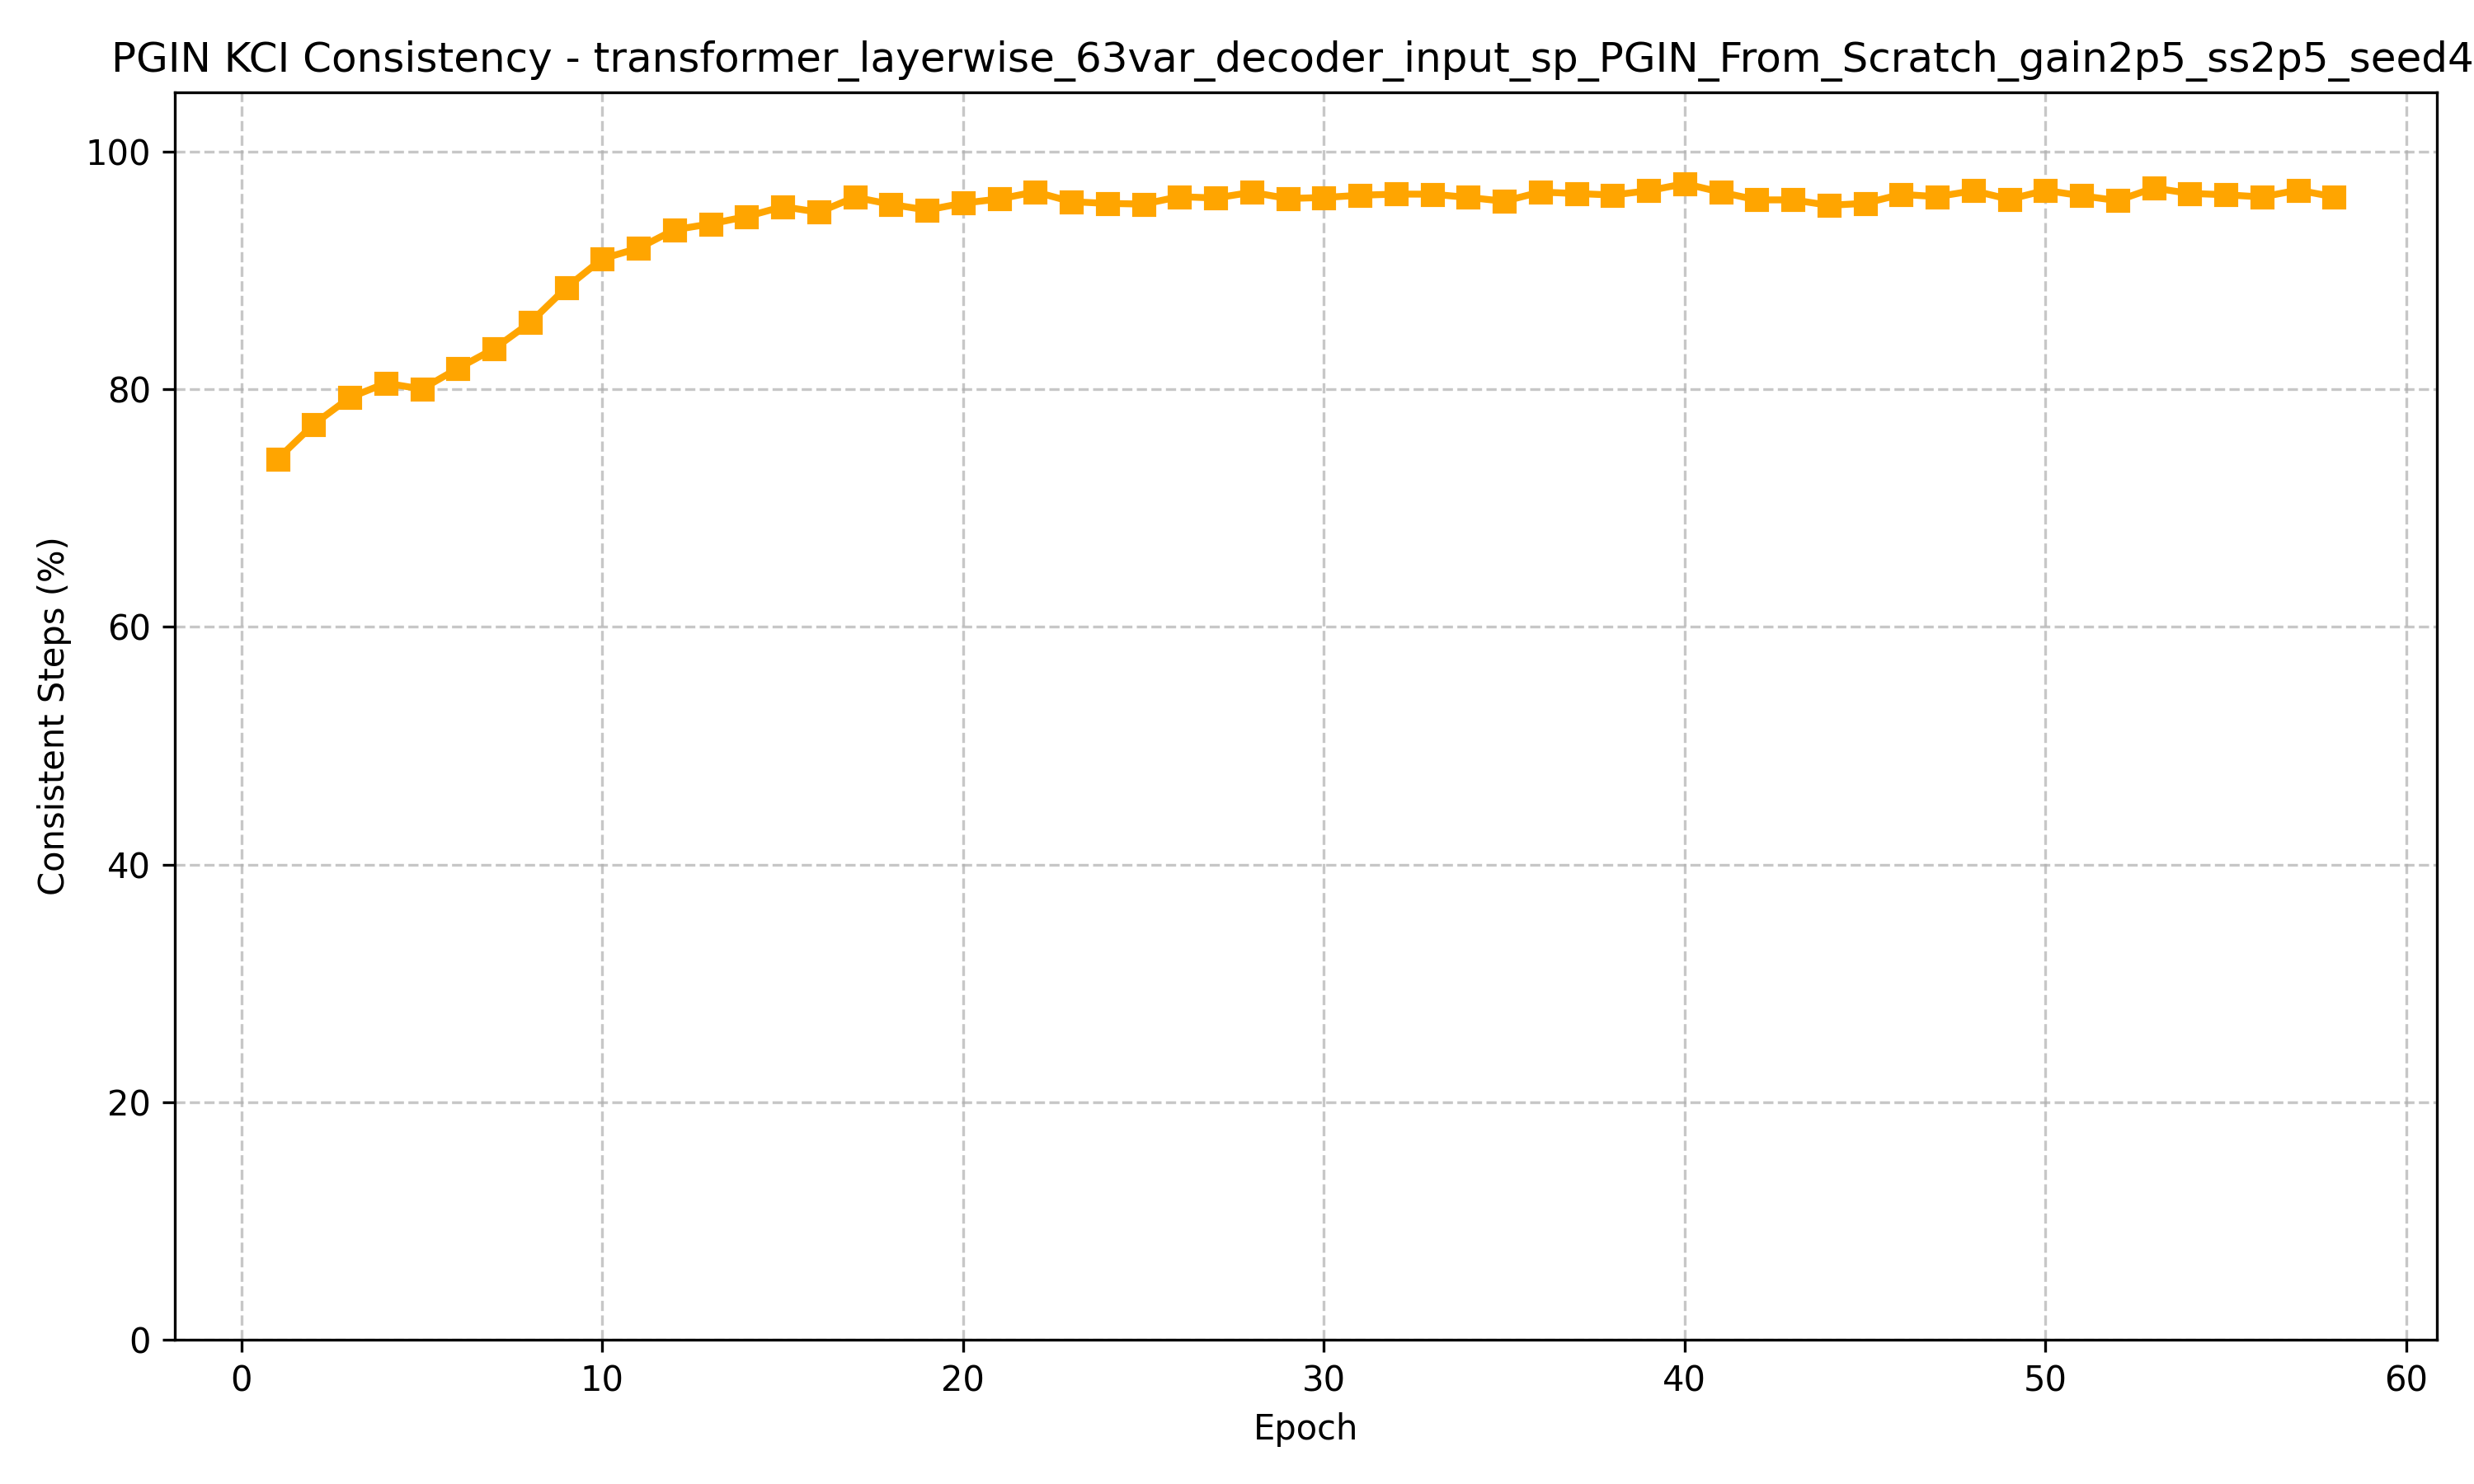 PGIN KCI Consistency - transformer_layerwise_63var_decoder_input_sp_PGIN_From_Scratch_gain2p5_ss2p5_seed4
Consistent Steps (%)
100
80
60
40
20
0
0 10 20 30 40 50 60
Epoch